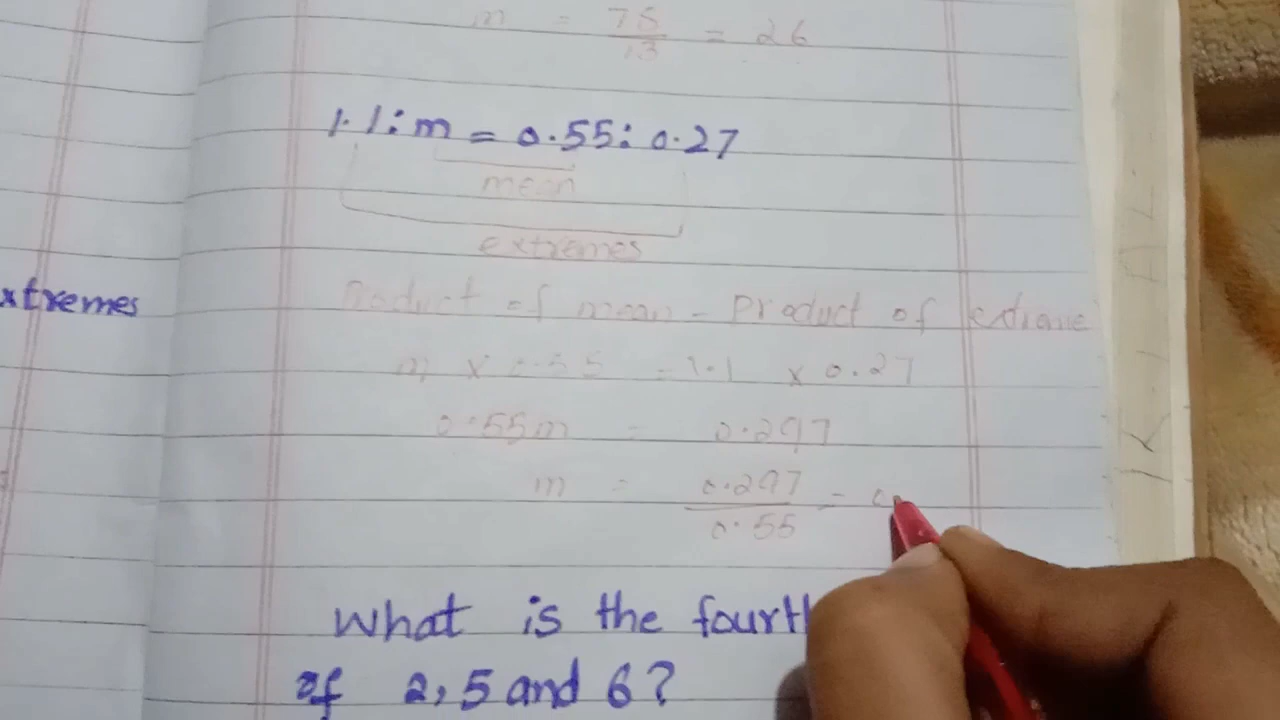 m = 78/13 = 26
1.1 : m = 0.55 : 0.27
mean
extremes
xtremes
Product of mean = product of extreme
m x 0.55 = 1.1 x 0.27
0.55m = 0.297
m = 0.297/0.55 = 0
What is the fourth
of 2, 5 and 6?